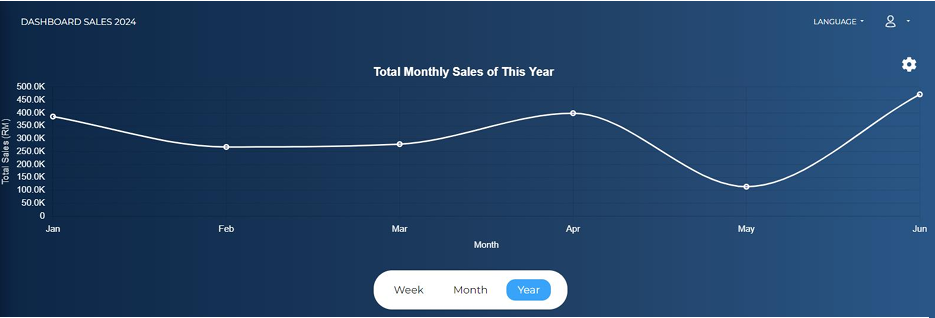 DASHBOARD SALES 2024
LANGUAGE
Total Monthly Sales of This Year
Total Sales (RM)
500.0K
450.0K
400.0K
350.0K
300.0K
250.0K
200.0K
150.0K
100.0K
50.0K
0
Jan Feb Mar Apr May Jun
Month
Week Month Year